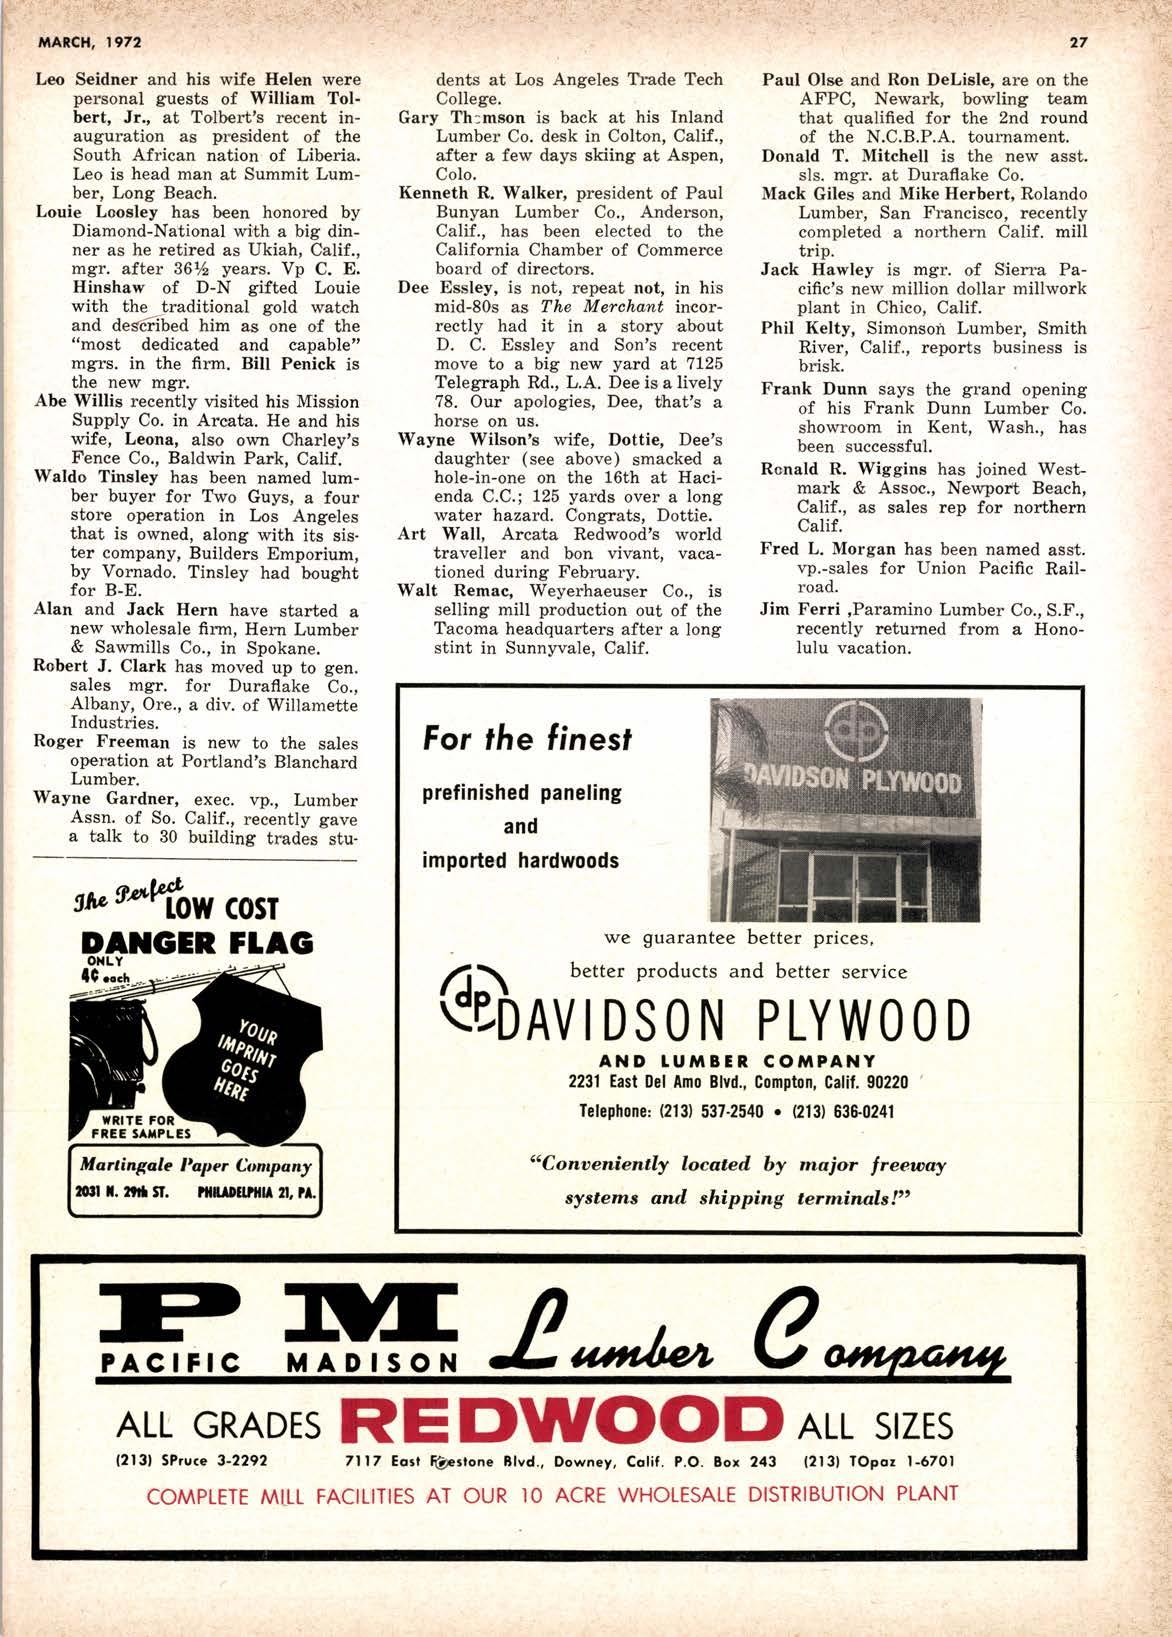 MARCH, 1972
27
Leo Seidner and his wife Helen were
personal guests of William Tol-
bert, Jr., at Tolbert's recent in-
auguration as president of the
South African nation of Liberia.
Leo is head man at Summit Lum-
ber, Long Beach.
Louie Loosley has been honored by
Diamond-National with a big din-
ner as he retired as Ukiah, Calif.,
mgr. after 36½ years. Vp C. E.
Hinshaw of D-N gifted Louie
with the traditional gold watch
and described him as one of the
"most dedicated and capable"
mgrs. in the firm. Bill Penick is
the new mgr.
Abe Willis recently visited his Mission
Supply Co. in Arcata. He and his
wife, Leona, also own Charley's
Fence Co., Baldwin Park, Calif.
Waldo Tinsley has been named lum-
ber buyer for Two Guys, a four
store operation in Los Angeles
that is owned, along with its sis-
ter company, Builders Emporium,
by Vornado. Tinsley had bought
for B-E.
Alan and Jack Hern have started a
new wholesale firm, Hern Lumber
& Sawmills Co., in Spokane.
Robert J. Clark has moved up to gen.
sales mgr. for Duraflake Co.,
Albany, Ore., a div. of Willamette
Industries.
Roger Freeman is new to the sales
operation at Portland's Blanchard
Lumber.
Wayne Gardner, exec. vp., Lumber
Assn. of So. Calif., recently gave
a talk to 30 building trades stu-
dents at Los Angeles Trade Tech
College.
Gary Thomson is back at his Inland
Lumber Co. desk in Colton, Calif.,
after a few days skiing at Aspen,
Colo.
Kenneth R. Walker, president of Paul
Bunyan Lumber Co., Anderson,
Calif., has been elected to the
California Chamber of Commerce
board of directors.
Dee Essley, is not, repeat not, in his
mid-80s as The Merchant incor-
rectly had it in a story about
D. C. Essley and Son's recent
move to a big new yard at 7125
Telegraph Rd., L.A. Dee is a lively
78. Our apologies, Dee, that's a
horse on us.
Wayne Wilson's wife, Dottie, Dee's
daughter (see above) smacked a
hole-in-one on the 16th at Haci-
enda C.C.; 125 yards over a long
water hazard. Congrats, Dottie.
Art Wall, Arcata Redwood's world
traveller and bon vivant, vaca-
tioned during February.
Walt Remac, Weyerhaeuser Co., is
selling mill production out of the
Tacoma headquarters after a long
stint in Sunnyvale, Calif.
Paul Olse and Ron DeLisle, are on the
AFPC, Newark, bowling team
that qualified for the 2nd round
of the N.C.B.P.A. tournament.
Donald T. Mitchell is the new asst.
sls. mgr. at Duraflake Co.
Mack Giles and Mike Herbert, Rolando
Lumber, San Francisco, recently
completed a northern Calif. mill
trip.
Jack Hawley is mgr. of Sierra Pa-
cific's new million dollar millwork
plant in Chico, Calif.
Phil Kelty, Simonson Lumber, Smith
River, Calif., reports business is
brisk.
Frank Dunn says the grand opening
of his Frank Dunn Lumber Co.
showroom in Kent, Wash., has
been successful.
Ronald R. Wiggins has joined West-
mark & Assoc., Newport Beach,
Calif., as sales rep for northern
Calif.
Fred L. Morgan has been named asst.
vp.-sales for Union Pacific Rail-
road.
Jim Ferri ,Paramino Lumber Co., S.F.,
recently returned from a Hono-
lulu vacation.
The Perfect
LOW COST
DANGER FLAG
ONLY
4¢ each
YOUR
IMPRINT
GOES
HERE
WRITE FOR
FREE SAMPLES
Martingale Paper Company
2031 N. 29th ST. PHILADELPHIA 21, PA.
For the finest
prefinished paneling
and
imported hardwoods
dp
DAVIDSON PLYWOOD
we guarantee better prices,
better products and better service
dp DAVIDSON PLYWOOD
AND LUMBER COMPANY
2231 East Del Amo Blvd., Compton, Calif. 90220
Telephone: (213) 537-2540 • (213) 636-0241
"Conveniently located by major freeway
systems and shipping terminals!"
P M Lumber Company
PACIFIC MADISON
ALL GRADES REDWOOD ALL SIZES
(213) SPruce 3-2292 7117 East Firestone Blvd., Downey, Calif. P.O. Box 243 (213) TOpaz 1-6701
COMPLETE MILL FACILITIES AT OUR 10 ACRE WHOLESALE DISTRIBUTION PLANT